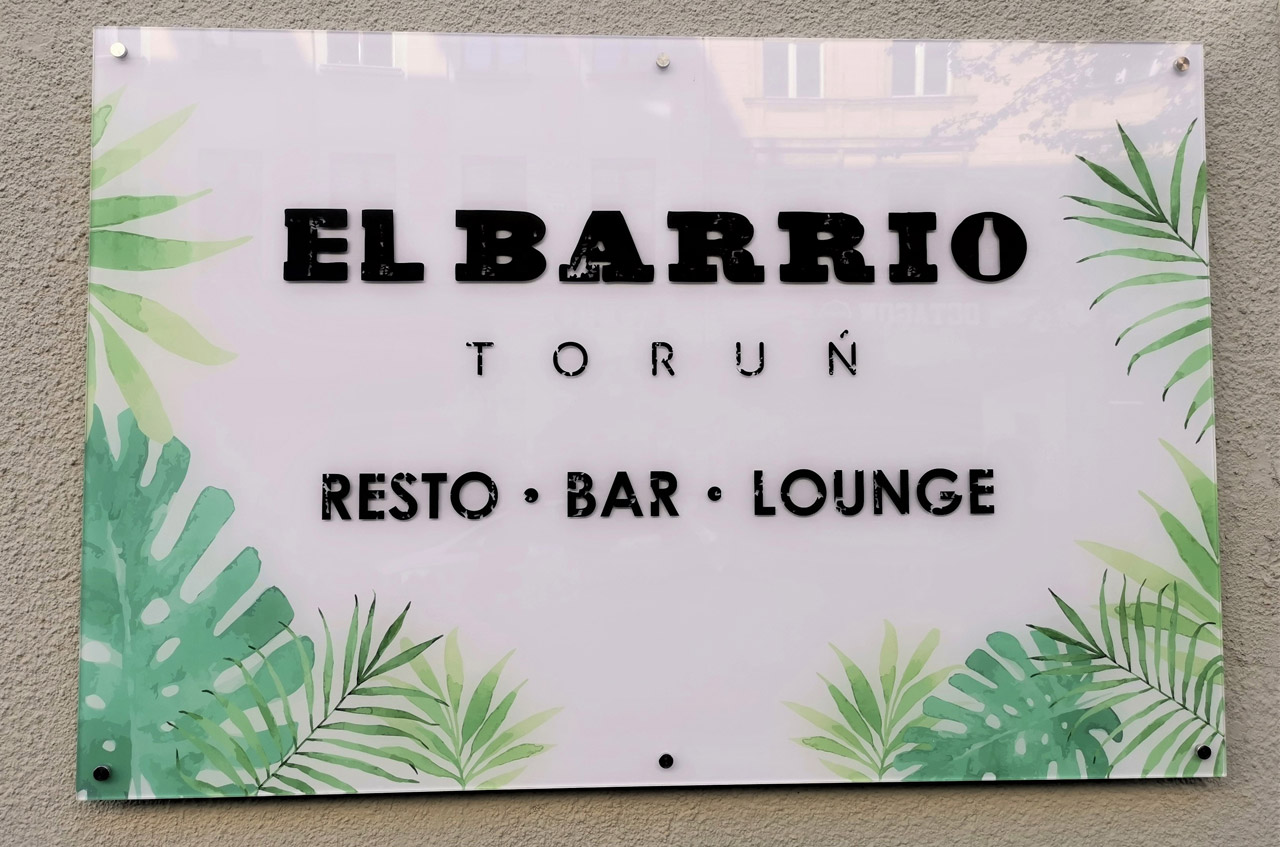 EL BARRIO
TORUŃ
RESTO • BAR • LOUNGE